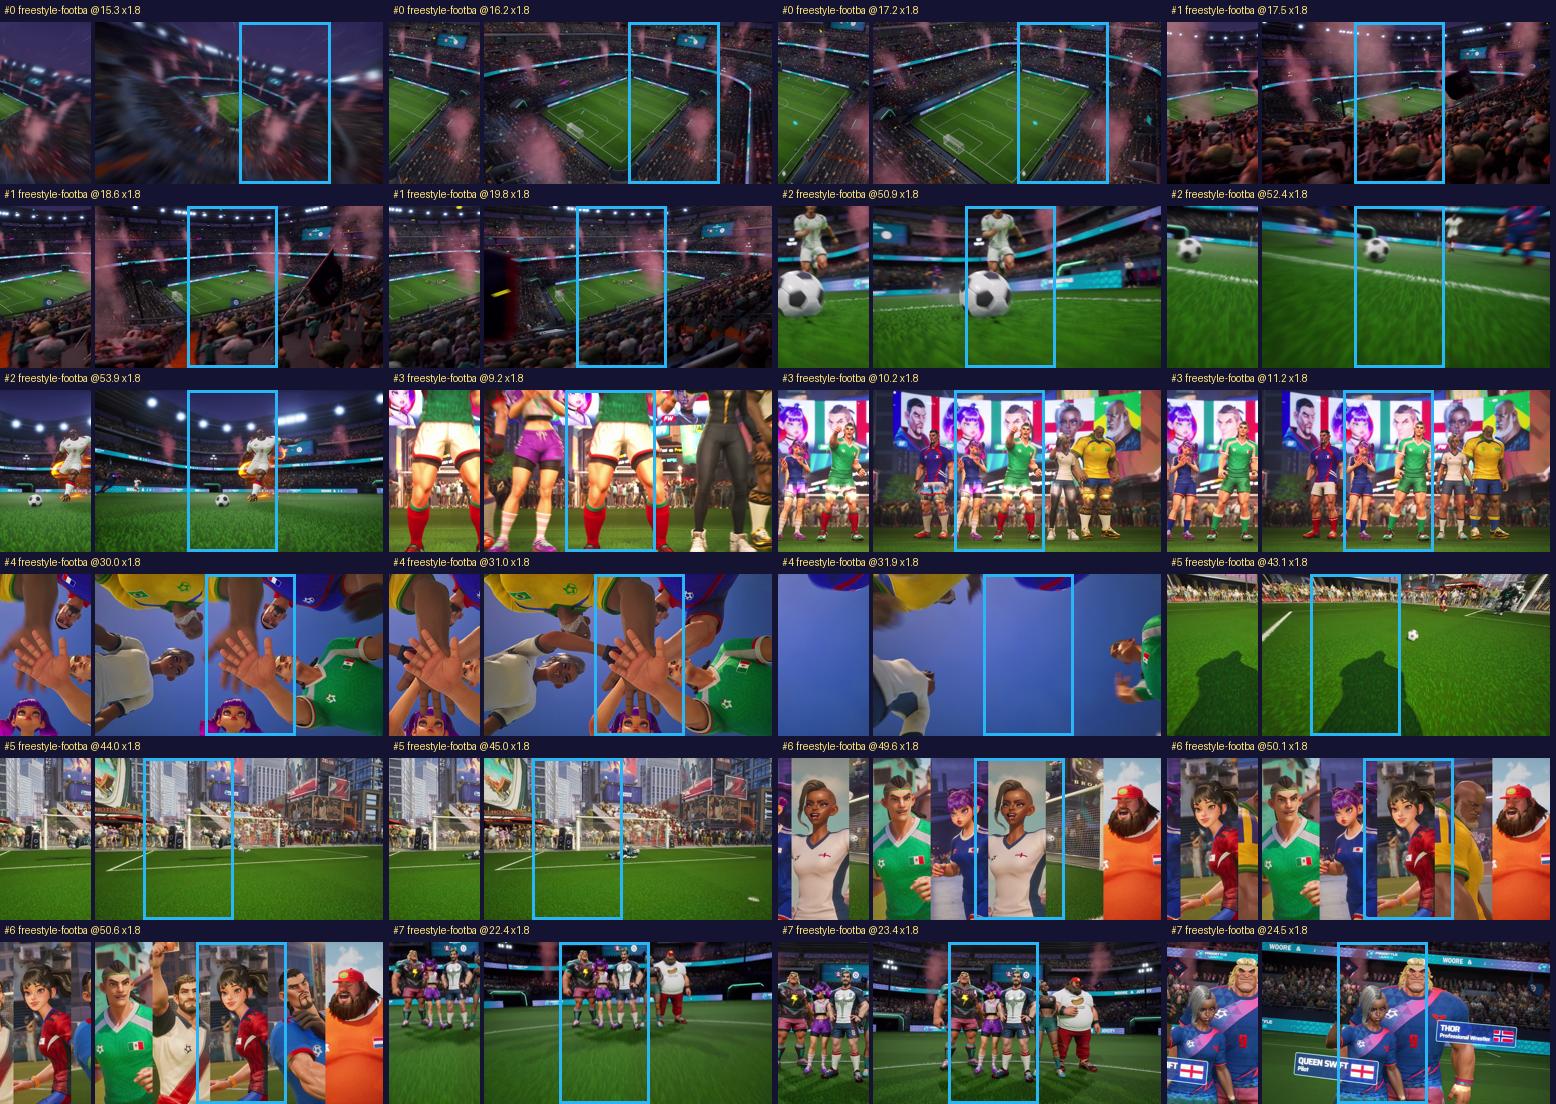 #0 freestyle-footba @15.3 x1.8
#0 freestyle-footba @16.2 x1.8
#0 freestyle-footba @17.2 x1.8
#1 freestyle-footba @17.5 x1.8
#1 freestyle-footba @18.6 x1.8
#1 freestyle-footba @19.8 x1.8
#2 freestyle-footba @50.9 x1.8
#2 freestyle-footba @52.4 x1.8
#2 freestyle-footba @53.9 x1.8
#3 freestyle-footba @9.2 x1.8
#3 freestyle-footba @10.2 x1.8
#3 freestyle-footba @11.2 x1.8
#4 freestyle-footba @30.0 x1.8
#4 freestyle-footba @31.0 x1.8
#4 freestyle-footba @31.9 x1.8
#5 freestyle-footba @43.1 x1.8
#5 freestyle-footba @44.0 x1.8
#5 freestyle-footba @45.0 x1.8
#6 freestyle-footba @49.6 x1.8
#6 freestyle-footba @50.1 x1.8
#6 freestyle-footba @50.6 x1.8
#7 freestyle-footba @22.4 x1.8
#7 freestyle-footba @23.4 x1.8
#7 freestyle-footba @24.5 x1.8
WOORE
WOORE
THOR
Professional Wrestler
FT
QUEEN SWIFT
Pilot